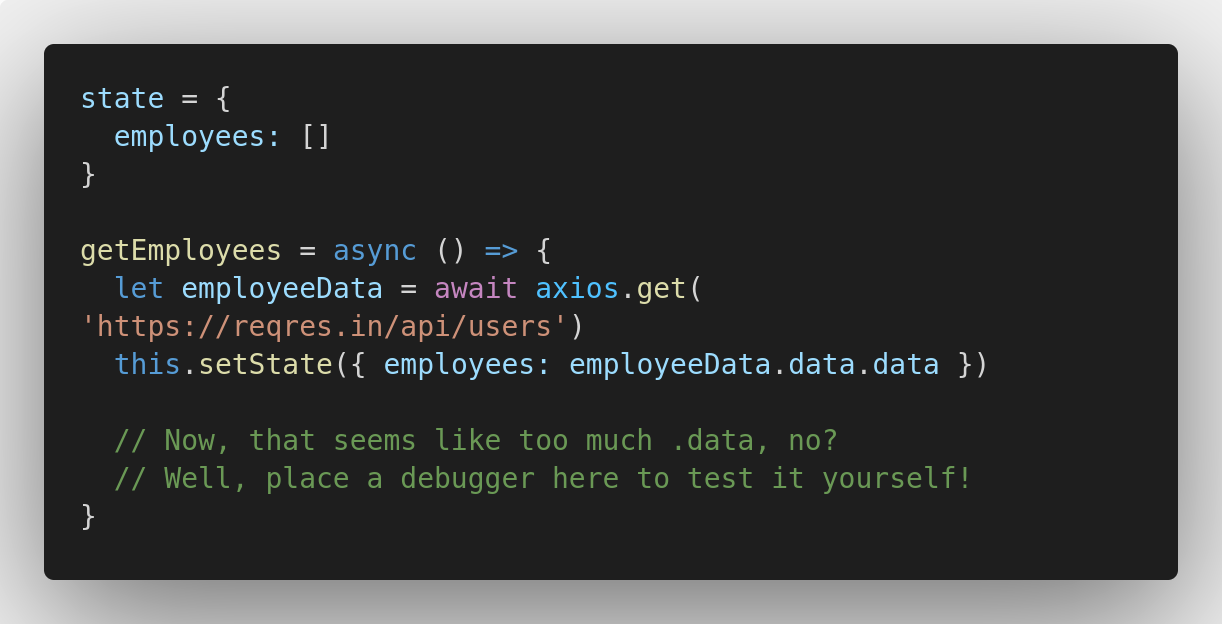 state = {
  employees: []
}

getEmployees = async () => {
  let employeeData = await axios.get(
'https://reqres.in/api/users')
  this.setState({ employees: employeeData.data.data })

  // Now, that seems like too much .data, no?
  // Well, place a debugger here to test it yourself!
}